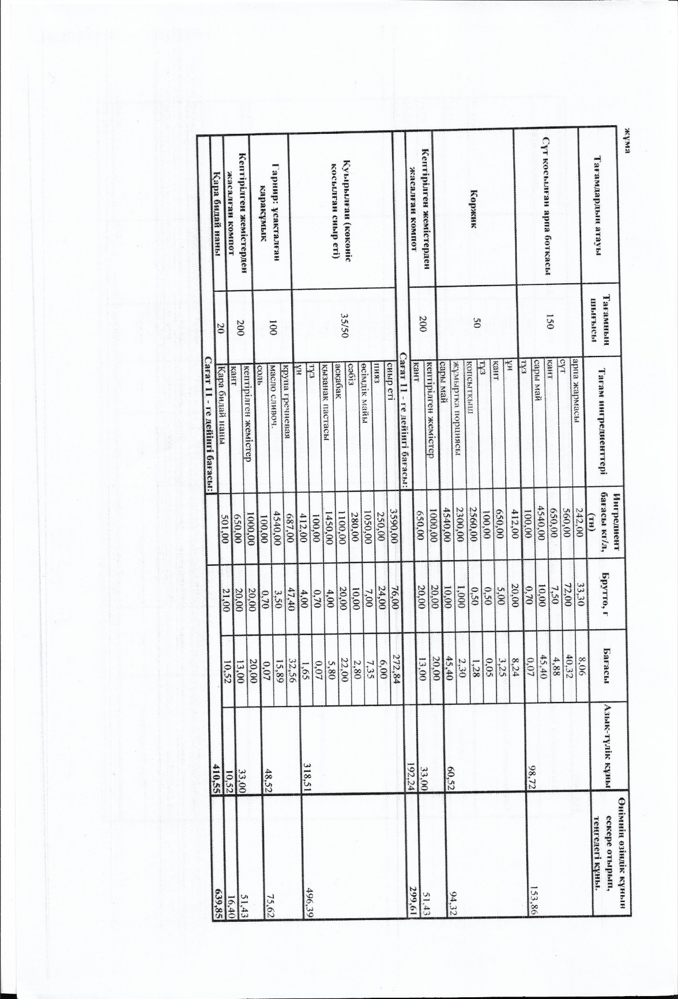 жұма
Тағамдардын атауы | Тағамның шығысы | Тағам ингредиенттері | Ингредиент бағасы кг/л, (тн) | Брутто, г | Бағасы | Азық-түлік құны | Өнімнің өзіндік құнын ескере отырып, теңгедегі құны.
Сүт қосылған арпа ботқасы | 150 | арпа жармасы | 242,00 | 33,30 | 8,06
сүт | 560,00 | 72,00 | 40,32
қант | 650,00 | 7,50 | 4,88
сары май | 4540,00 | 10,00 | 45,40
тұз | 100,00 | 0,70 | 0,07 | 98,72 | 153,86
Коржик | 50 | ұн | 412,00 | 20,00 | 8,24
қант | 650,00 | 5,00 | 3,25
тұз | 100,00 | 0,50 | 0,05
қопсытқыш | 2560,00 | 0,50 | 1,28
жұмыртка порциясы | 2300,00 | 1,000 | 2,30
сары май | 4540,00 | 10,00 | 45,40 | 60,52 | 94,32
Кептірілген жемістерден жасалған компот | 200 | кептірілген жемістер | 1000,00 | 20,00 | 20,00
қант | 650,00 | 20,00 | 13,00 | 33,00 | 51,43
Сағат 11 - ге дейінгі бағасы: | 192,24 | 299,61
Қуырылған (көкөніс қосылған сиыр еті) | 35/50 | сиыр еті | 3590,00 | 76,00 | 272,84
пияз | 250,00 | 24,00 | 6,00
өсімдік майы | 1050,00 | 7,00 | 7,35
сәбіз | 280,00 | 10,00 | 2,80
асқабак | 1100,00 | 20,00 | 22,00
қызанак пастасы | 1450,00 | 4,00 | 5,80
тұз | 100,00 | 0,70 | 0,07
ұн | 412,00 | 4,00 | 1,65 | 318,51 | 496,39
Гарнир: ұсақталған қарақұмық | 100 | крупа гречневая | 687,00 | 47,40 | 32,56
масло сливоч. | 4540,00 | 3,50 | 15,89
соль | 100,00 | 0,70 | 0,07 | 48,52 | 75,62
Кептірілген жемістерден жасалған компот | 200 | кептірілген жемістер | 1000,00 | 20,00 | 20,00
қант | 650,00 | 20,00 | 13,00 | 33,00 | 51,43
Қара бидай наны | 20 | Қара бидай наны | 501,00 | 21,00 | 10,52 | 10,52 | 16,40
Сағат 11 - ге дейінгі бағасы: | 410,55 | 639,85